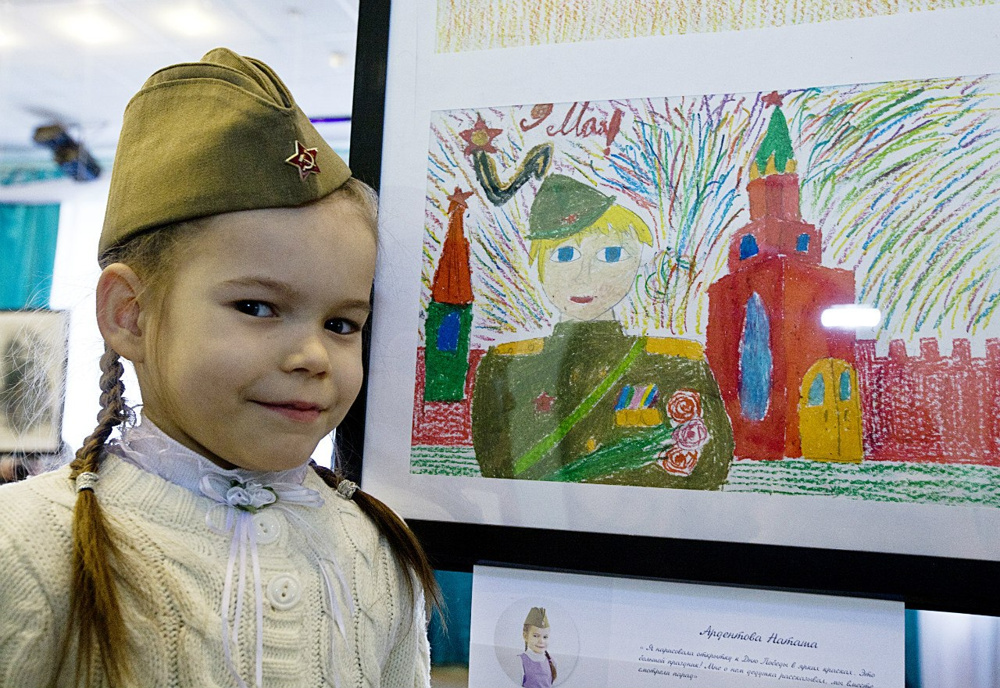 9 Мая!
Ардентова Наташа
« Я нарисовала открытку к Дню Победы в ярких красках. Это
большой праздник! Мне о нем дедушка рассказывал, мы вместе
смотрели парад»